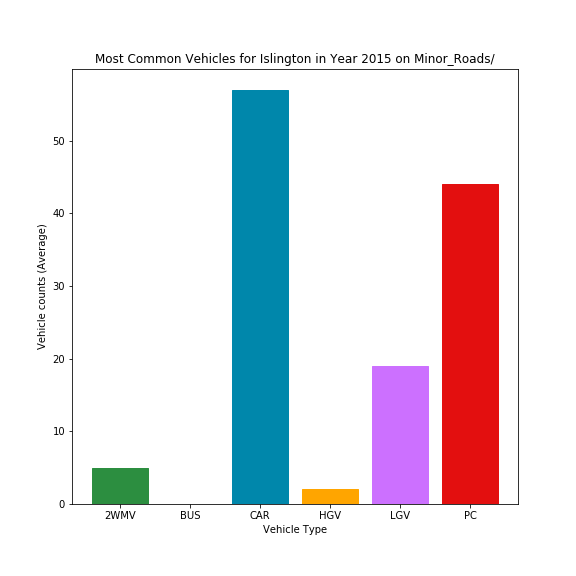 Most Common Vehicles for Islington in Year 2015 on Minor_Roads/
Vehicle counts (Average)
50
40
30
20
10
0
2WMV BUS CAR HGV LGV PC
Vehicle Type